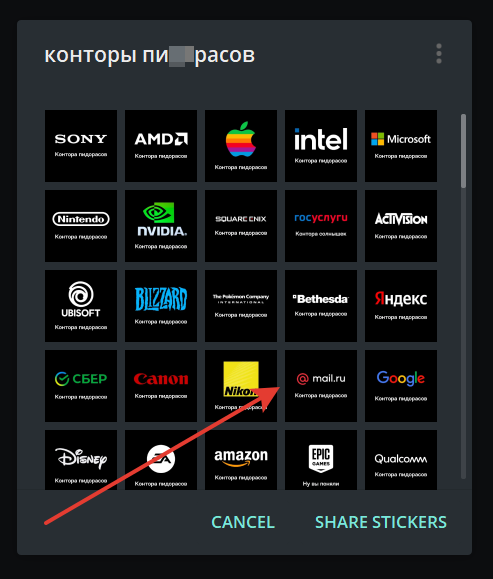 конторы пи расов
SONY
Контора пидорасов
AMD
Контора пидорасов
Контора пидорасов
intel
Контора пидорасов
Microsoft
Контора пидорасов
Nintendo
Контора пидорасов
NVIDIA.
Контора пидорасов
SQUARE ENIX
Контора пидорасов
госуслуги
Контора солнышек
ACTIVISION
Контора пидорасов
UBISOFT
Контора пидорасов
BLIZZARD
Контора пидорасов
The Pokémon Company
INTERNATIONAL
Контора пидорасов
Bethesda
Контора пидорасов
Яндекс
Контора пидорасов
СБЕР
Контора пидорасов
Canon
Контора пидорасов
Nikon
Контора пидорасов
@ mail.ru
Контора пидорасов
Google
Контора пидорасов
Disney
Контора пидорасов
EA
Контора пидорасов
amazon
Контора пидорасов
EPIC
GAMES
Ну вы поняли
Qualcomm
Контора пидорасов
CANCEL
SHARE STICKERS